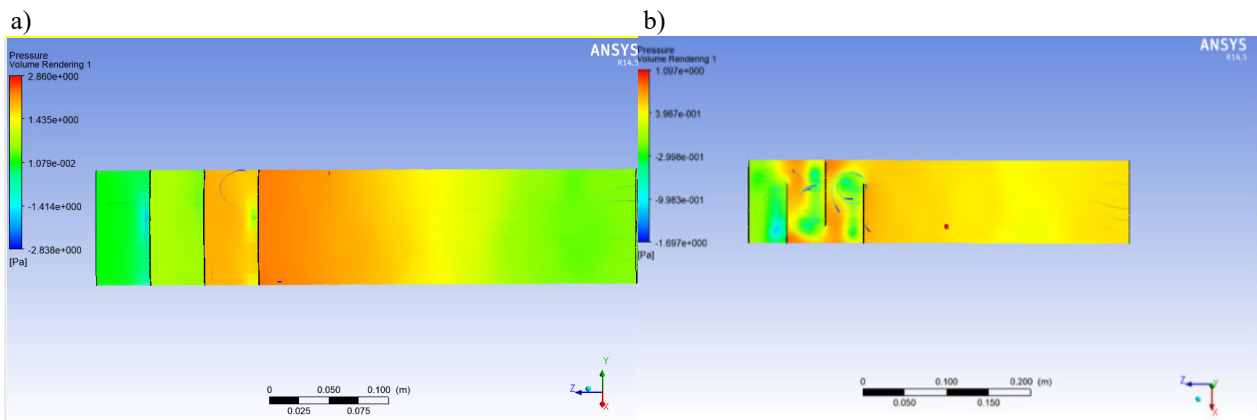 a)
Pressure
Volume Rendering 1
2.860e+000
1.435e+000
1.079e-002
-1.414e+000
-2.838e+000
[Pa]
ANSYS
R14.5
0 0.050 0.100 (m)
0.025 0.075
Y
Z
X
b)
Pressure
Volume Rendering 1
1.097e+000
3.987e-001
-2.998e-001
-9.983e-001
-1.697e+000
[Pa]
ANSYS
R14.5
0 0.100 0.200 (m)
0.050 0.150
Z
Y
X